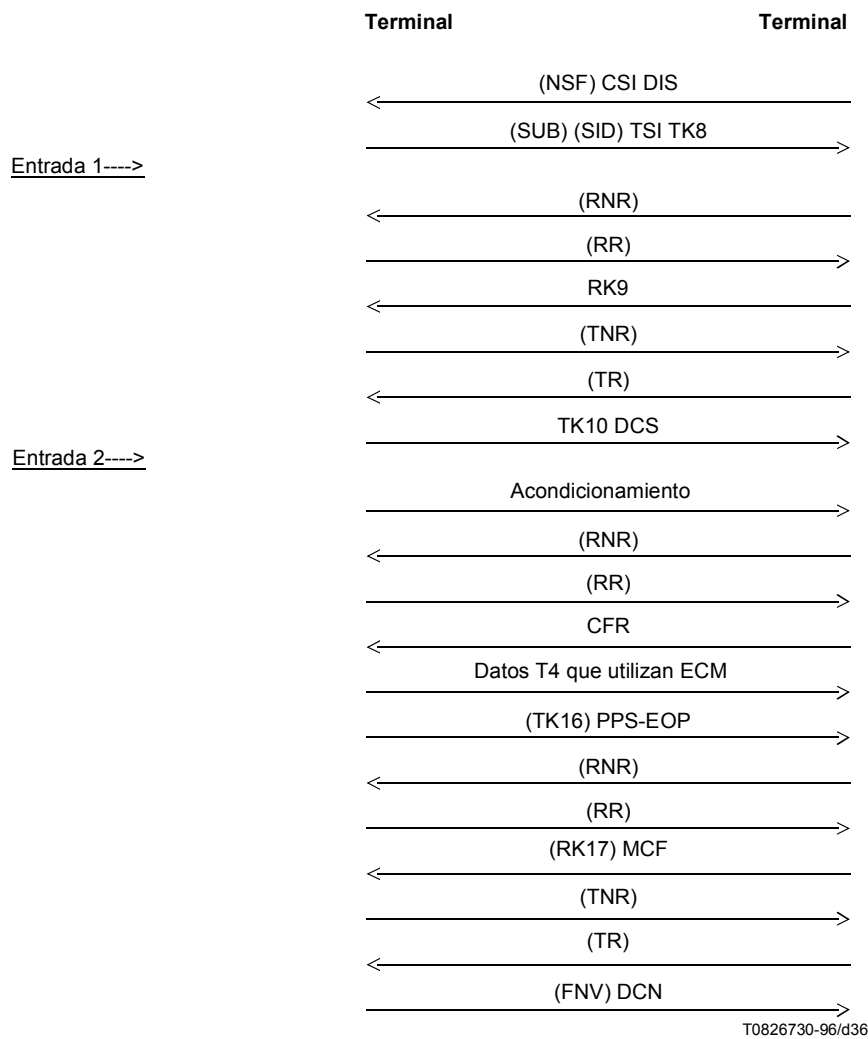 Terminal Terminal
(NSF) CSI DIS
(SUB) (SID) TSI TK8
Entrada 1---->
(RNR)
(RR)
RK9
(TNR)
(TR)
TK10 DCS
Entrada 2---->
Acondicionamiento
(RNR)
(RR)
CFR
Datos T4 que utilizan ECM
(TK16) PPS-EOP
(RNR)
(RR)
(RK17) MCF
(TNR)
(TR)
(FNV) DCN
T0826730-96/d36